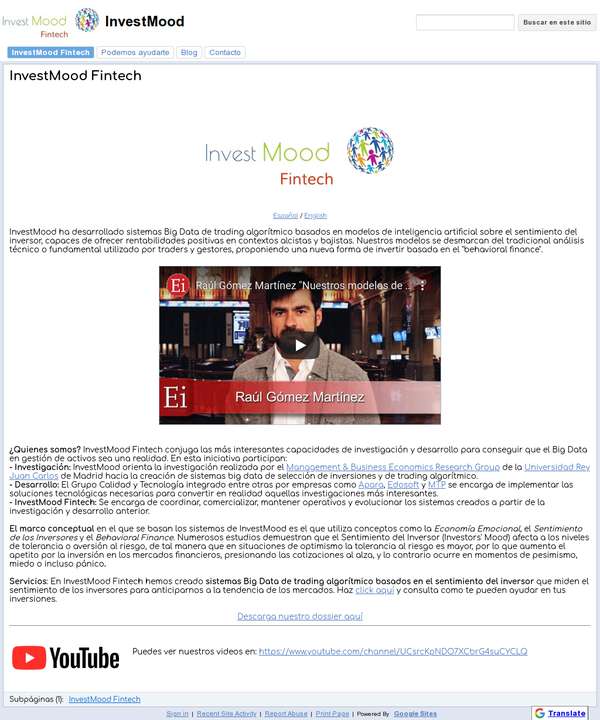 Invest Mood
Fintech
InvestMood
Buscar en este sitio
InvestMood Fintech
Podemos ayudarte
Blog
Contacto
InvestMood Fintech
Invest Mood
Fintech
Español / English
InvestMood ha desarrollado sistemas Big Data de trading algorítmico basados en modelos de inteligencia artificial sobre el sentimiento del
inversor, capaces de ofrecer rentabilidades positivas en contextos alcistas y bajistas. Nuestros modelos se desmarcan del tradicional análisis
técnico o fundamental utilizado por traders y gestores, proponiendo una nueva forma de invertir basada en el "behavioral finance".
Ei
Raúl Gómez Martínez "Nuestros modelos de ...
Ei
Raúl Gómez Martínez
¿Quienes somos? InvestMood Fintech conjuga las más interesantes capacidades de investigación y desarrollo para conseguir que el Big Data
en gestión de activos sea una realidad. En esta iniciativa participan:
- Investigación: InvestMood orienta la investigación realizada por el Management & Business Economics Research Group de la Universidad Rey
Juan Carlos de Madrid hacia la creación de sistemas big data de selección de inversiones y de trading algorítmico.
- Desarrollo: El Grupo Calidad y Tecnología integrado entre otras por empresas como Apara, Edosoft y MTP se encarga de implementar las
soluciones tecnológicas necesarias para convertir en realidad aquellas investigaciones más interesantes.
- InvestMood Fintech: Se encarga de coordinar, comercializar, mantener operativos y evolucionar los sistemas creados a partir de la
investigación y desarrollo anterior.
El marco conceptual en el que se basan los sistemas de InvestMood es el que utiliza conceptos como la Economía Emocional, el Sentimiento
de los Inversores y el Behavioral Finance. Numerosos estudios demuestran que el Sentimiento del Inversor (Investors' Mood) afecta a los niveles
de tolerancia o aversión al riesgo, de tal manera que en situaciones de optimismo la tolerancia al riesgo es mayor, por lo que aumenta el
apetito por la inversión en los mercados financieros, presionando las cotizaciones al alza, y lo contrario ocurre en momentos de pesimismo,
miedo o incluso pánico.
Servicios: En InvestMood Fintech hemos creado sistemas Big Data de trading algorítmico basados en el sentimiento del inversor que miden el
sentimiento de los inversores para anticiparnos a la tendencia de los mercados. Haz click aquí y consulta como te pueden ayudar en tus
inversiones.
Descarga nuestro dossier aquí
YouTube
Puedes ver nuestros videos en: https://www.youtube.com/channel/UCsrcKpNDO7XCbrG4suCYCLQ
Subpáginas (1): InvestMood Fintech
Sign in | Recent Site Activity | Report Abuse | Print Page | Powered By Google Sites
G Translate